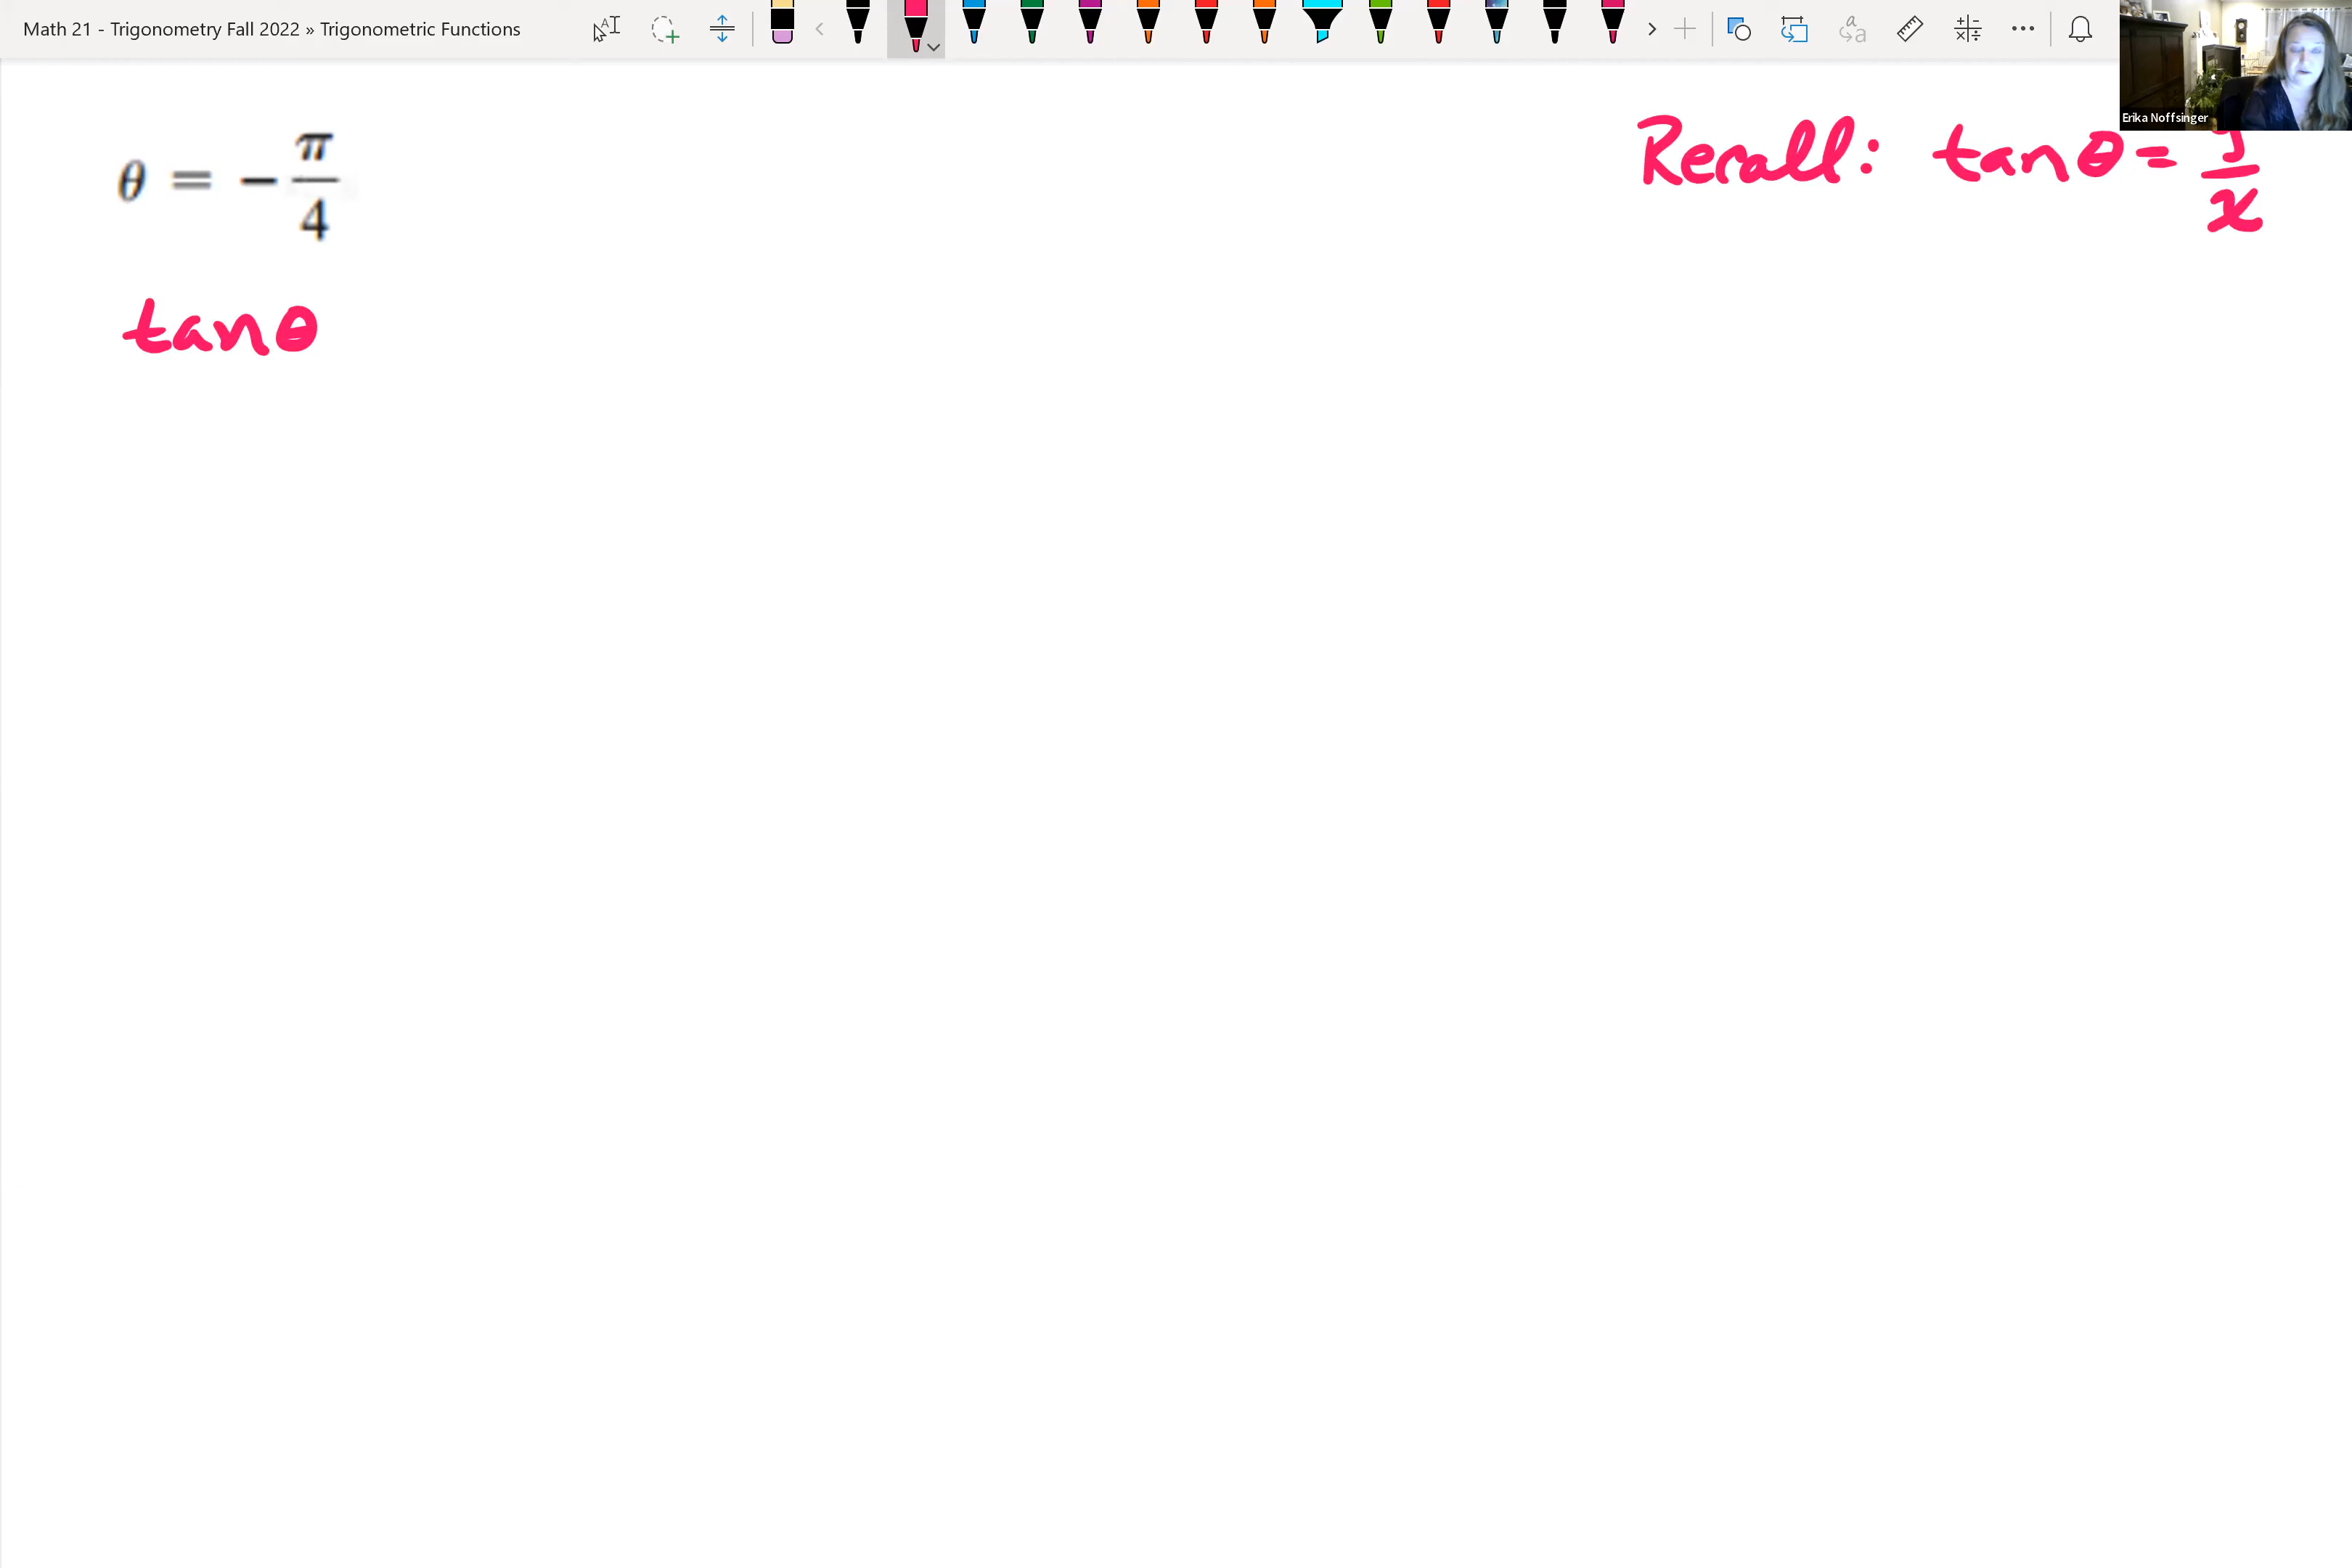 Math 21 - Trigonometry Fall 2022 » Trigonometric Functions
Erika Noffsinger
θ = - π/4
Recall: tanθ = y/x
tanθ